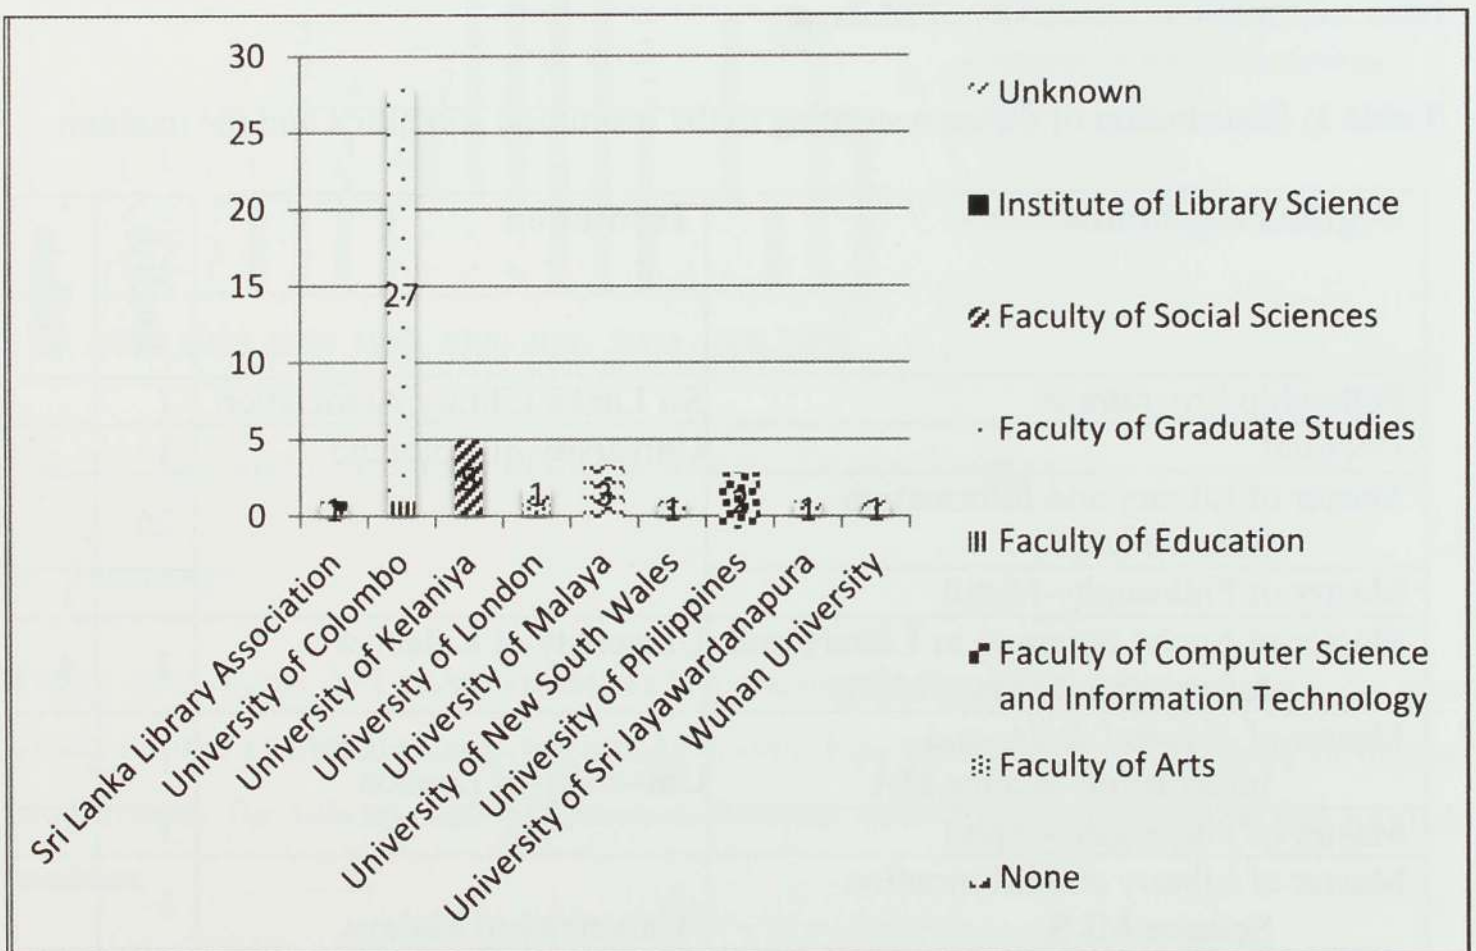 30
25
20
15
10
5
0
1
27
1
3
1
1
1
Sri Lanka Library Association
University of Colombo
University of Kelaniya
University of London
University of Malaya
University of New South Wales
University of Philippines
University of Sri Jayawardanapura
Wuhan University
Unknown
Institute of Library Science
Faculty of Social Sciences
Faculty of Graduate Studies
Faculty of Education
Faculty of Computer Science
and Information Technology
Faculty of Arts
None